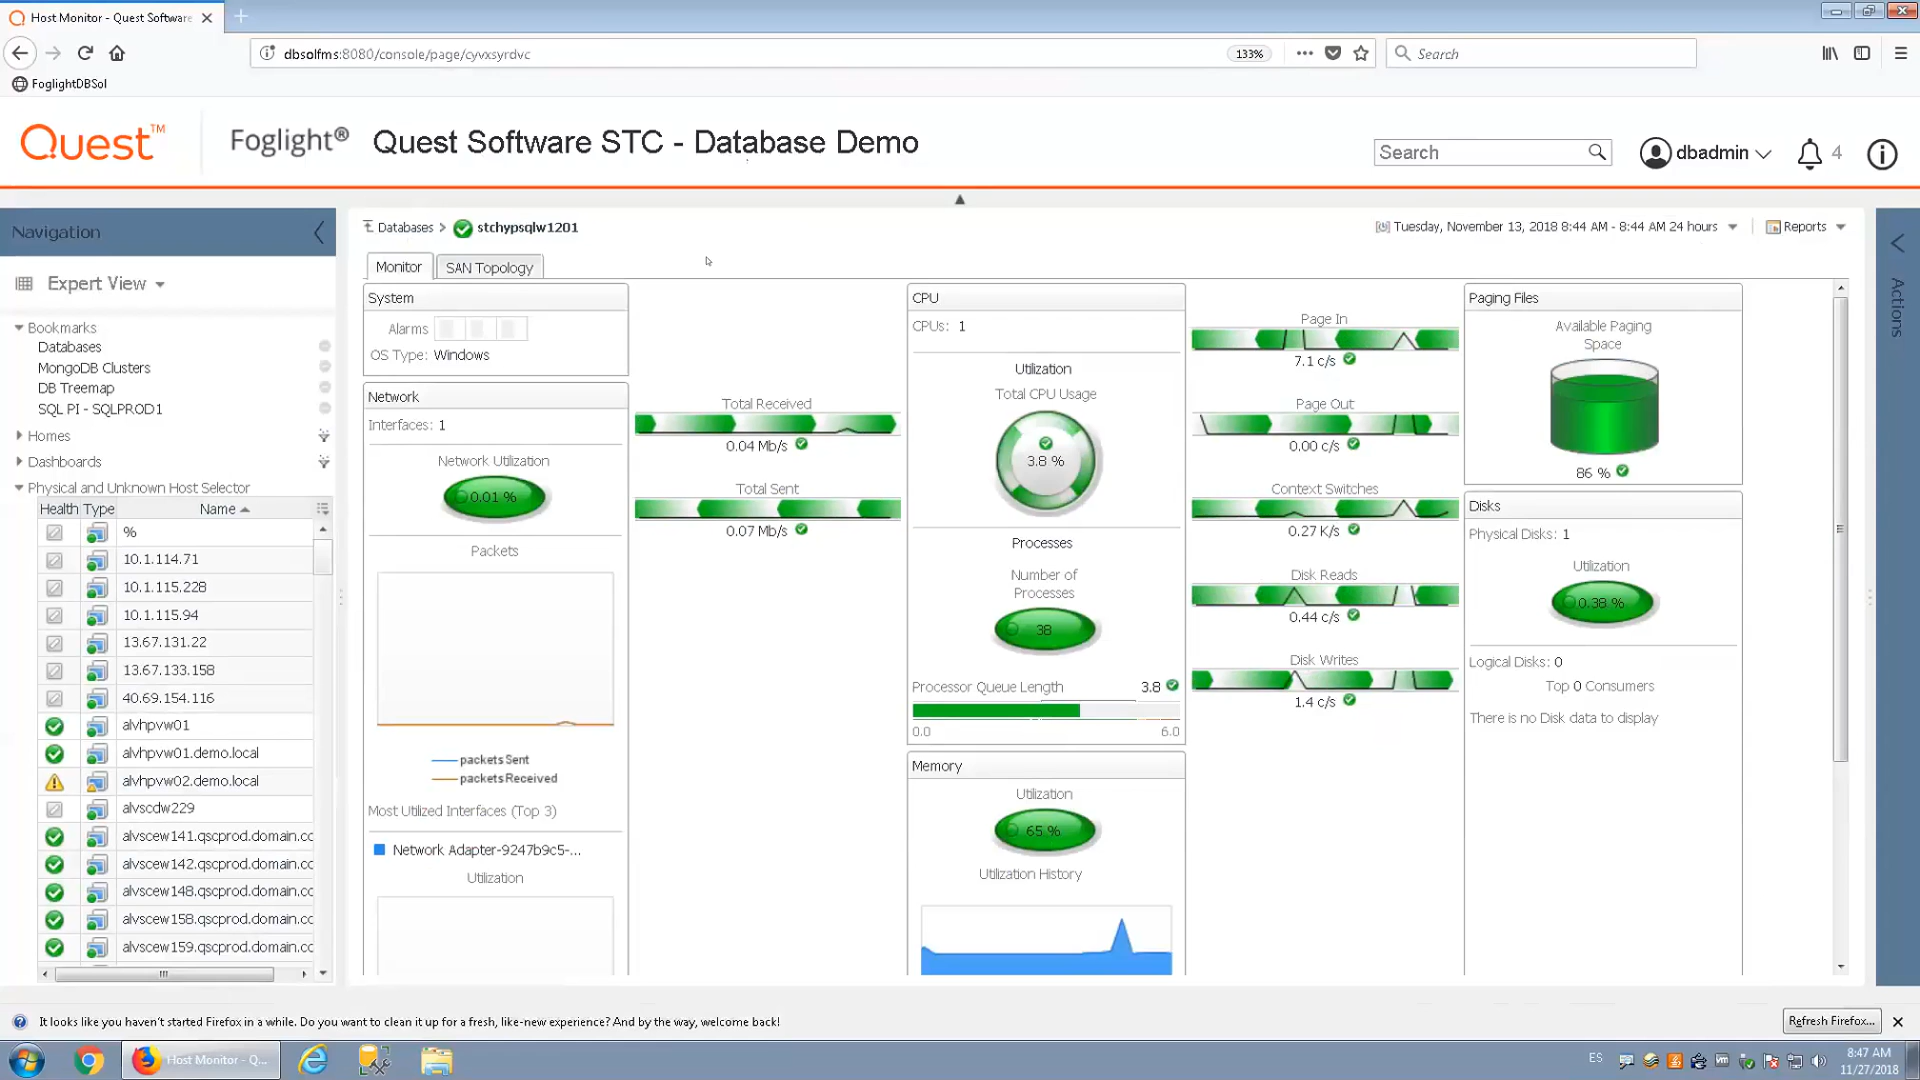 Host Monitor - Quest Software
dbsolfms:8080/console/page/cyvxsyrdvc
133%
Search
FoglightDBSol
Quest™
Foglight®
Quest Software STC - Database Demo
Search
dbadmin
4
Navigation
Expert View
Bookmarks
Databases
MongoDB Clusters
DB Treemap
SQL PI - SQLPROD1
Homes
Dashboards
Physical and Unknown Host Selector
Health Type Name
%
10.1.114.71
10.1.115.228
10.1.115.94
13.67.131.22
13.67.133.158
40.69.154.116
alvhpvw01
alvhpvw01.demo.local
alvhpvw02.demo.local
alvscdw229
alvscew141.qscprod.domain.cc
alvscew142.qscprod.domain.cc
alvscew148.qscprod.domain.cc
alvscew158.qscprod.domain.cc
alvscew159.qscprod.domain.cc
Databases > stchypsqlw1201
Tuesday, November 13, 2018 8:44 AM - 8:44 AM 24 hours
Reports
Actions
Monitor
SAN Topology
System
Alarms
OS Type: Windows
Network
Interfaces: 1
Network Utilization
0.01 %
Packets
packets Sent
packets Received
Most Utilized Interfaces (Top 3)
Network Adapter-9247b9c5-...
Utilization
Total Received
0.04 Mb/s
Total Sent
0.07 Mb/s
CPU
CPUs: 1
Utilization
Total CPU Usage
3.8 %
Processes
Number of
Processes
38
Processor Queue Length 3.8
0.0 6.0
Memory
Utilization
65 %
Utilization History
Page In
7.1 c/s
Page Out
0.00 c/s
Context Switches
0.27 K/s
Disk Reads
0.44 c/s
Disk Writes
1.4 c/s
Paging Files
Available Paging
Space
86 %
Disks
Physical Disks: 1
Utilization
0.38 %
Logical Disks: 0
Top 0 Consumers
There is no Disk data to display
It looks like you haven't started Firefox in a while. Do you want to clean it up for a fresh, like-new experience? And by the way, welcome back!
Refresh Firefox...
Host Monitor - Q...
ES
8:47 AM
11/27/2018